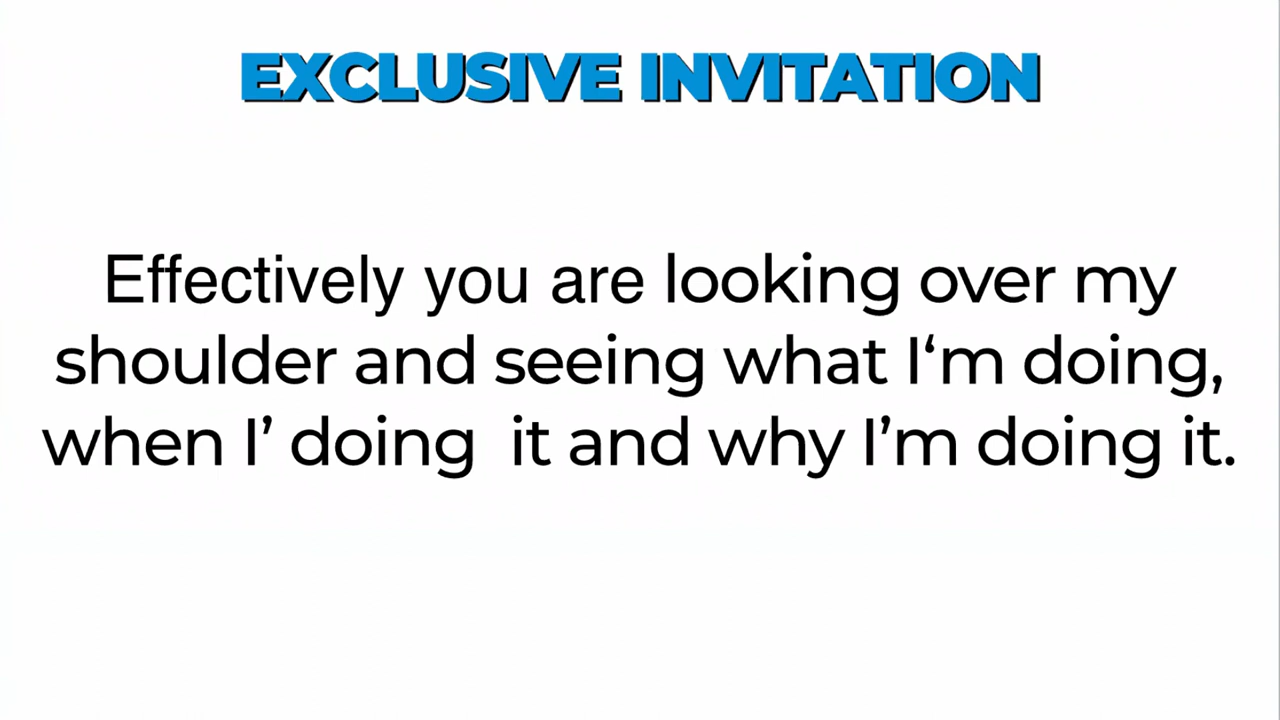 EXCLUSIVE INVITATION
Effectively you are looking over my
shoulder and seeing what I‘m doing,
when I’ doing  it and why I’m doing it.